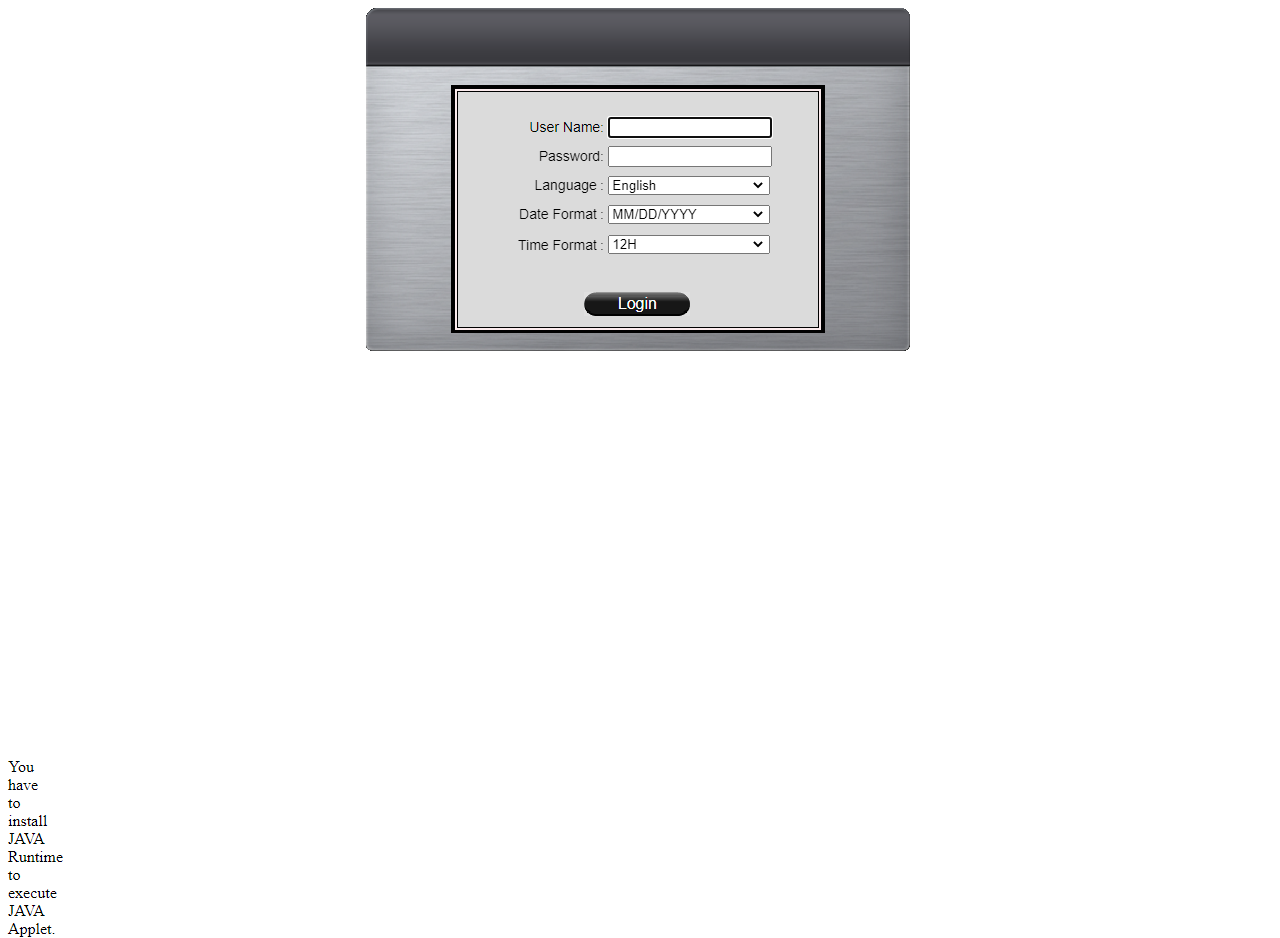 User Name:
Password:
Language : English
Date Format : MM/DD/YYYY
Time Format : 12H
Login
You
have
to
install
JAVA
Runtime
to
execute
JAVA
Applet.